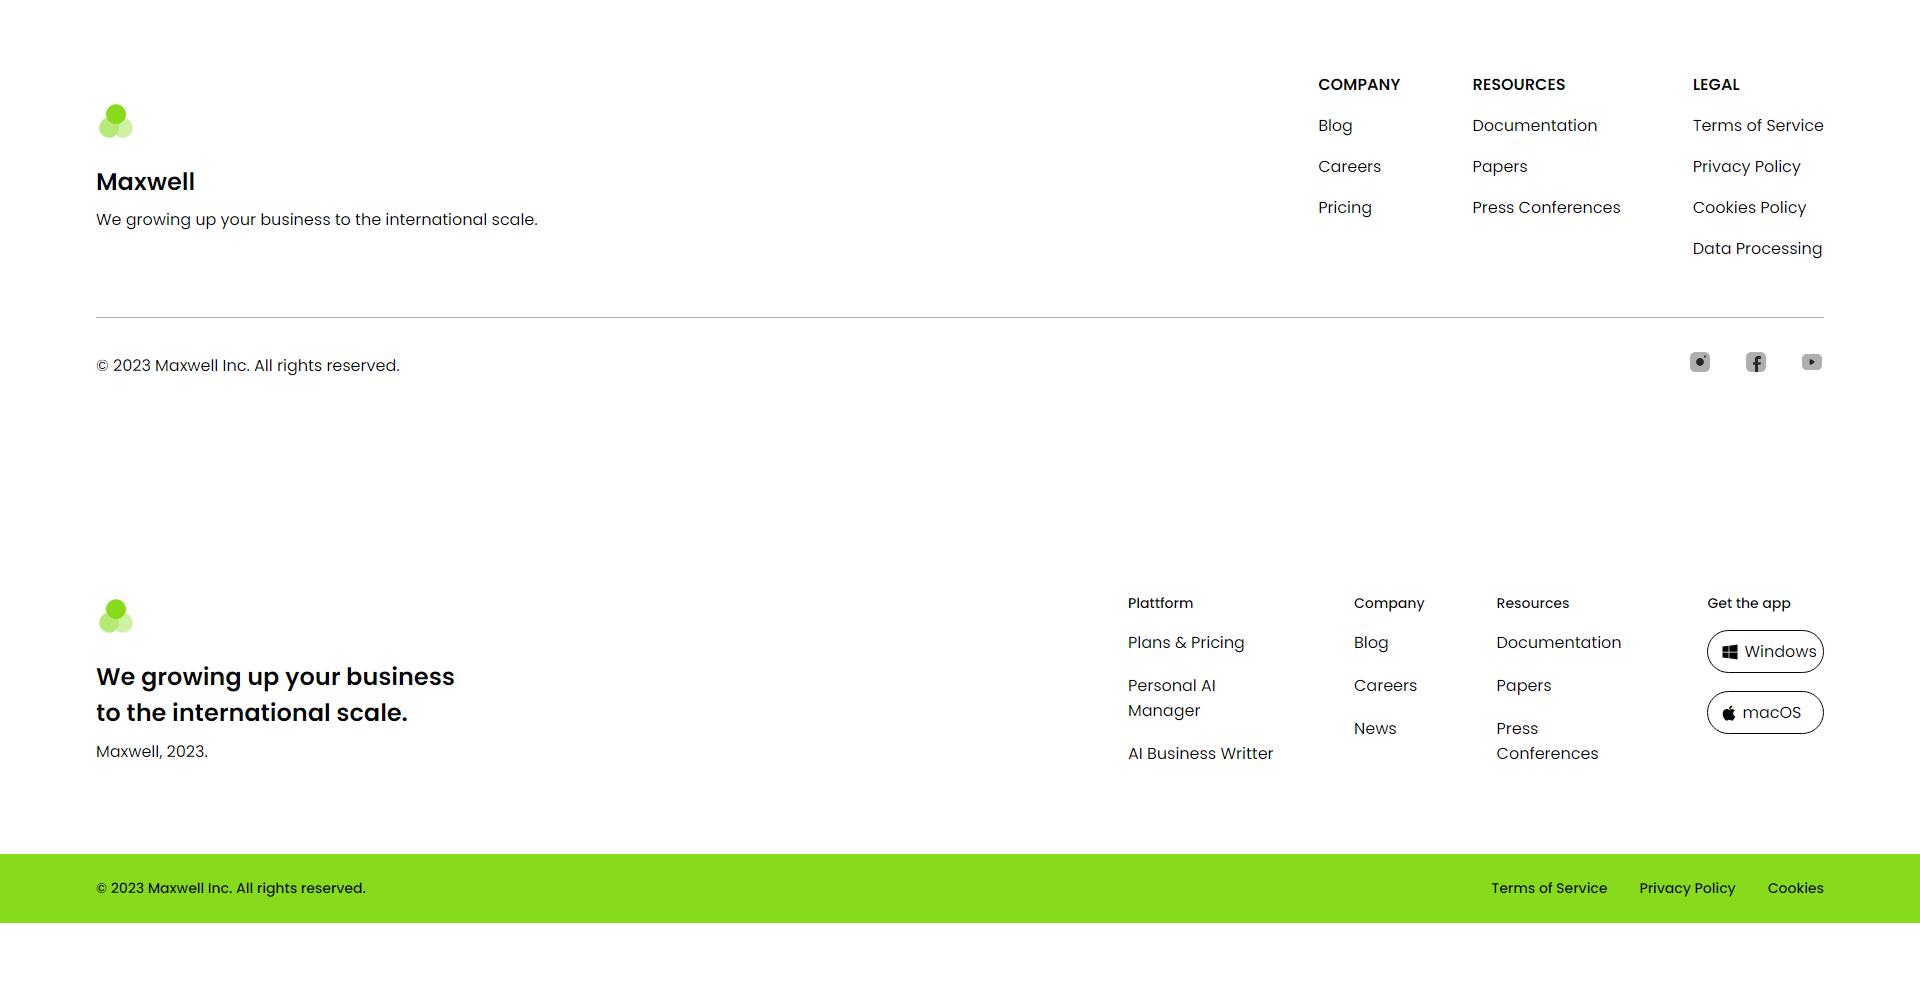 Maxwell
We growing up your business to the international scale.
COMPANY
Blog
Careers
Pricing
RESOURCES
Documentation
Papers
Press Conferences
LEGAL
Terms of Service
Privacy Policy
Cookies Policy
Data Processing
© 2023 Maxwell Inc. All rights reserved.
We growing up your business
to the international scale.
Maxwell, 2023.
Plattform
Plans & Pricing
Personal AI
Manager
AI Business Writter
Company
Blog
Careers
News
Resources
Documentation
Papers
Press
Conferences
Get the app
Windows
macOS
© 2023 Maxwell Inc. All rights reserved.
Terms of Service
Privacy Policy
Cookies